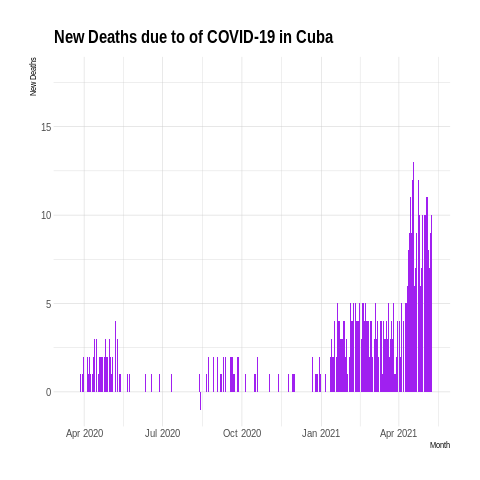 New Deaths due to of COVID-19 in Cuba
New Deaths
15
10
5
0
Apr 2020 Jul 2020 Oct 2020 Jan 2021 Apr 2021
Month